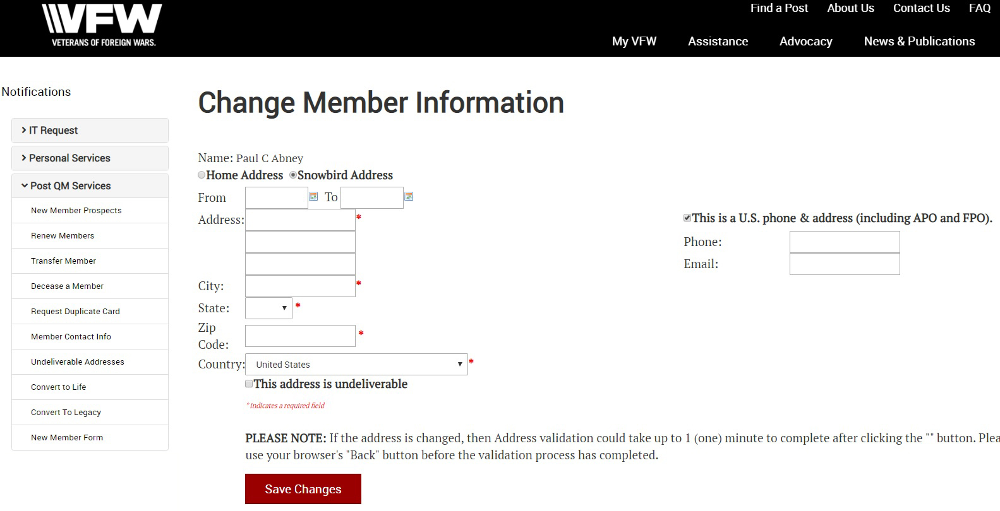 VFW
VETERANS OF FOREIGN WARS.
Find a Post About Us Contact Us FAQ
My VFW Assistance Advocacy News & Publications
Notifications
IT Request
Personal Services
Post QM Services
New Member Prospects
Renew Members
Transfer Member
Decease a Member
Request Duplicate Card
Member Contact Info
Undeliverable Addresses
Convert to Life
Convert To Legacy
New Member Form
Change Member Information
Name: Paul C Abney
Home Address Snowbird Address
From To
Address: *
City: *
State: *
Zip
Code: *
Country: United States *
This address is undeliverable
* indicates a required field
This is a U.S. phone & address (including APO and FPO).
Phone:
Email:
PLEASE NOTE: If the address is changed, then Address validation could take up to 1 (one) minute to complete after clicking the "" button. Plea
use your browser's "Back" button before the validation process has completed.
Save Changes